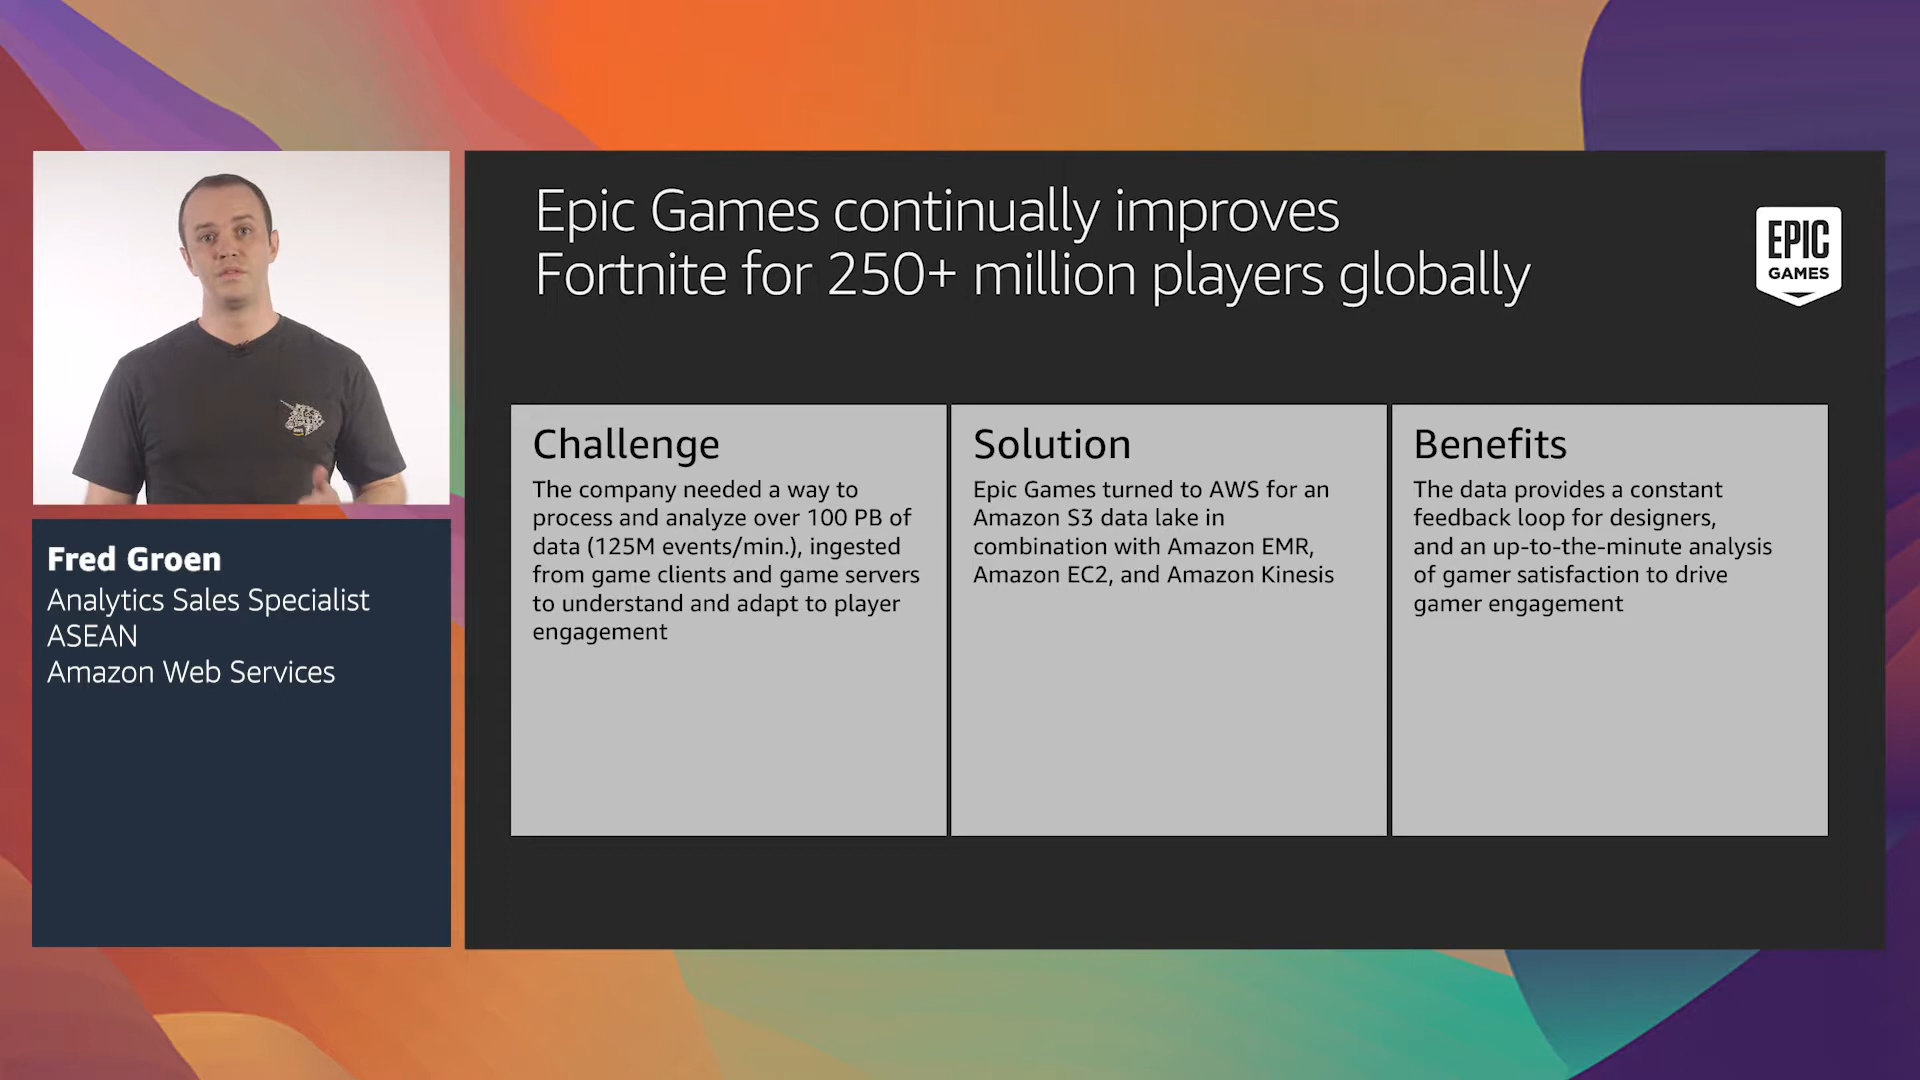 Epic Games continually improves
Fortnite for 250+ million players globally
EPIC
GAMES
Fred Groen
Analytics Sales Specialist
ASEAN
Amazon Web Services
Challenge
The company needed a way to
process and analyze over 100 PB of
data (125M events/min.), ingested
from game clients and game servers
to understand and adapt to player
engagement
Solution
Epic Games turned to AWS for an
Amazon S3 data lake in
combination with Amazon EMR,
Amazon EC2, and Amazon Kinesis
Benefits
The data provides a constant
feedback loop for designers,
and an up-to-the-minute analysis
of gamer satisfaction to drive
gamer engagement
aws